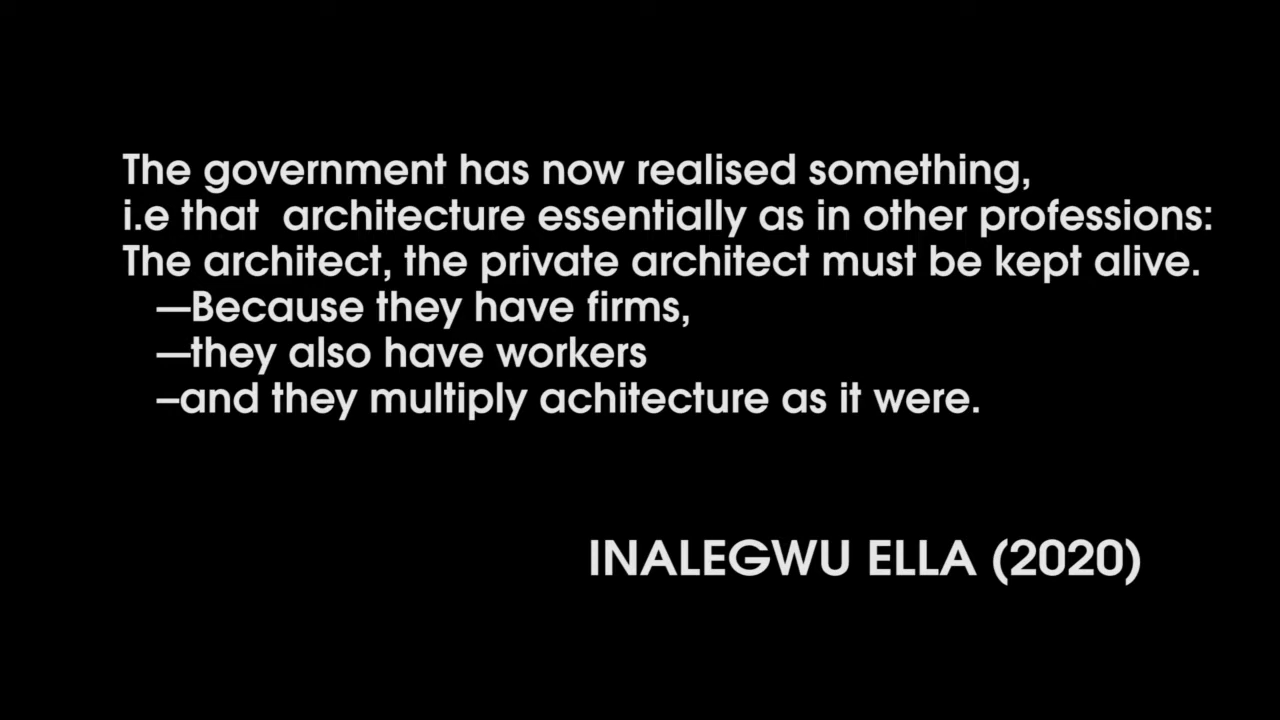 The government has now realised something,
i.e that  architecture essentially as in other professions:
The architect, the private architect must be kept alive.
—Because they have firms,
—they also have workers
–and they multiply achitecture as it were.
INALEGWU ELLA (2020)